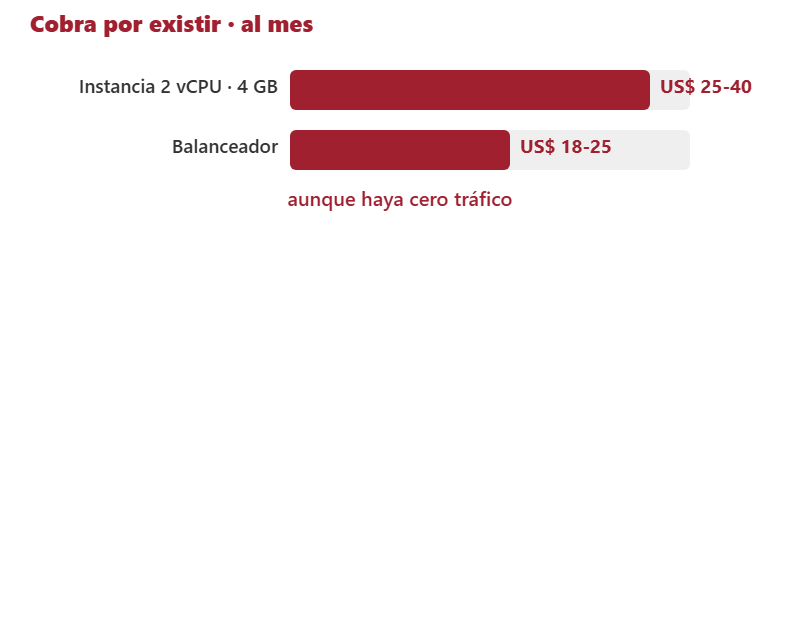 Cobra por existir · al mes
Instancia 2 vCPU · 4 GB US$ 25-40
Balanceador US$ 18-25
aunque haya cero tráfico